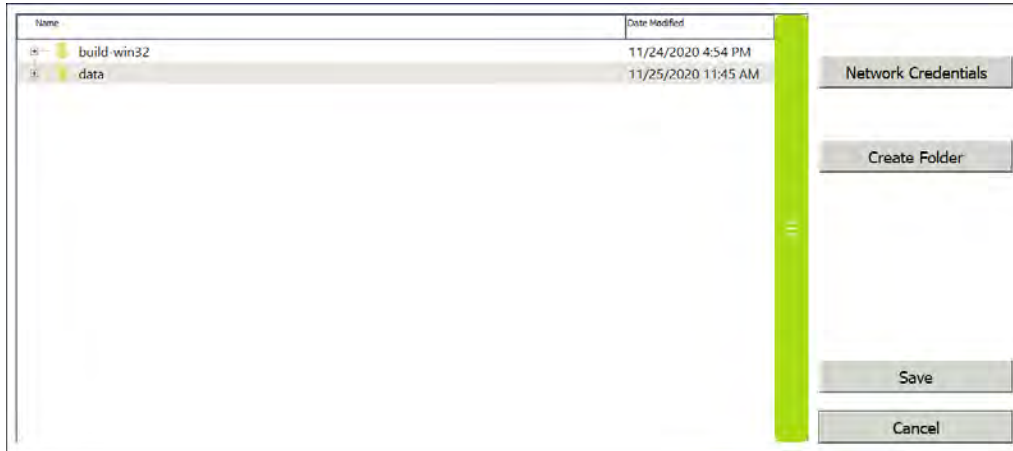 Name Date Modified
build-win32 11/24/2020 4:54 PM
data 11/25/2020 11:45 AM
Network Credentials
Create Folder
Save
Cancel